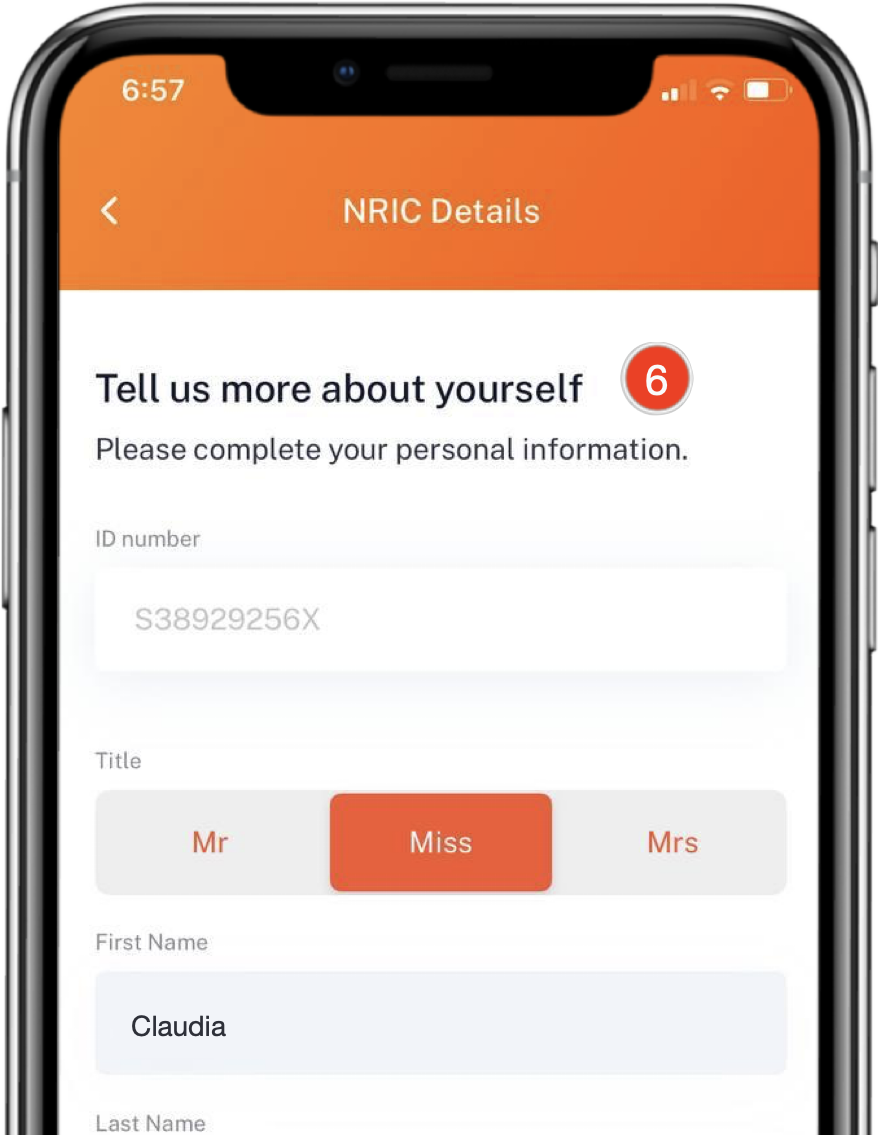 6:57
NRIC Details
Tell us more about yourself
6
Please complete your personal information.
ID number
S38929256X
Title
Mr Miss Mrs
First Name
Claudia
Last Name